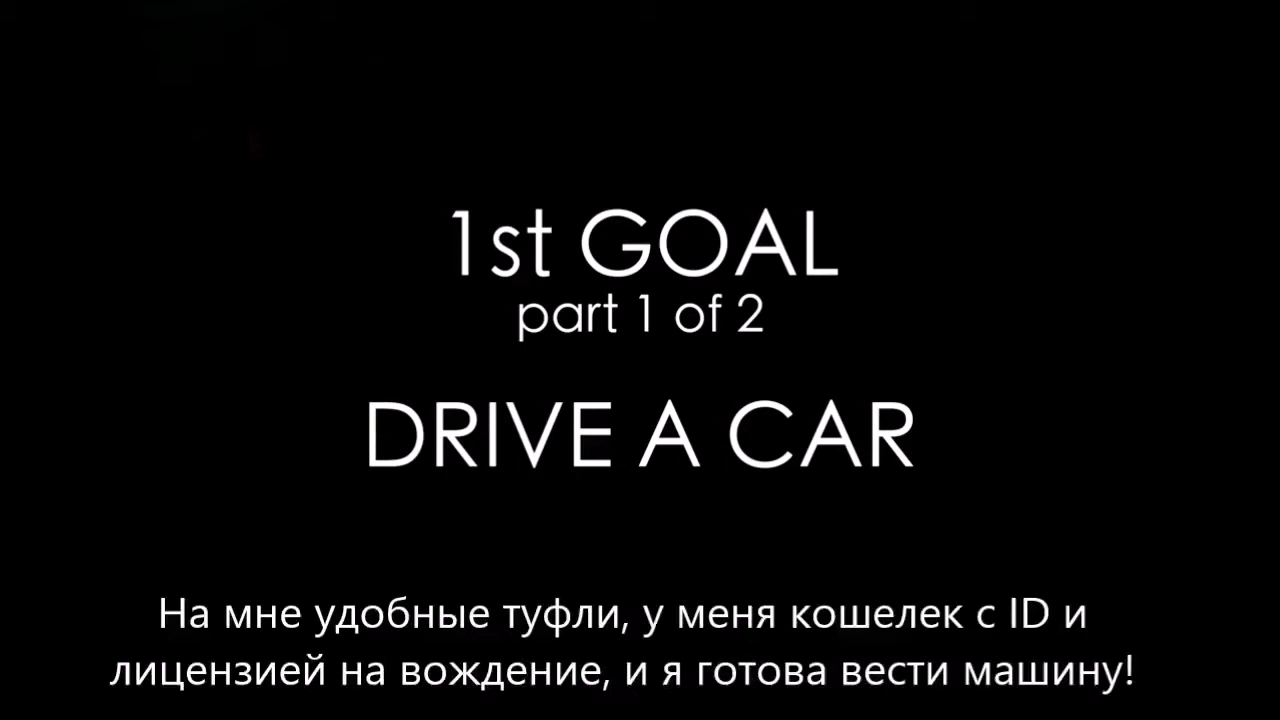 1st GOAL
part 1 of 2
DRIVE A CAR
На мне удобные туфли, у меня кошелек с ID и
лицензией на вождение, и я готова вести машину!